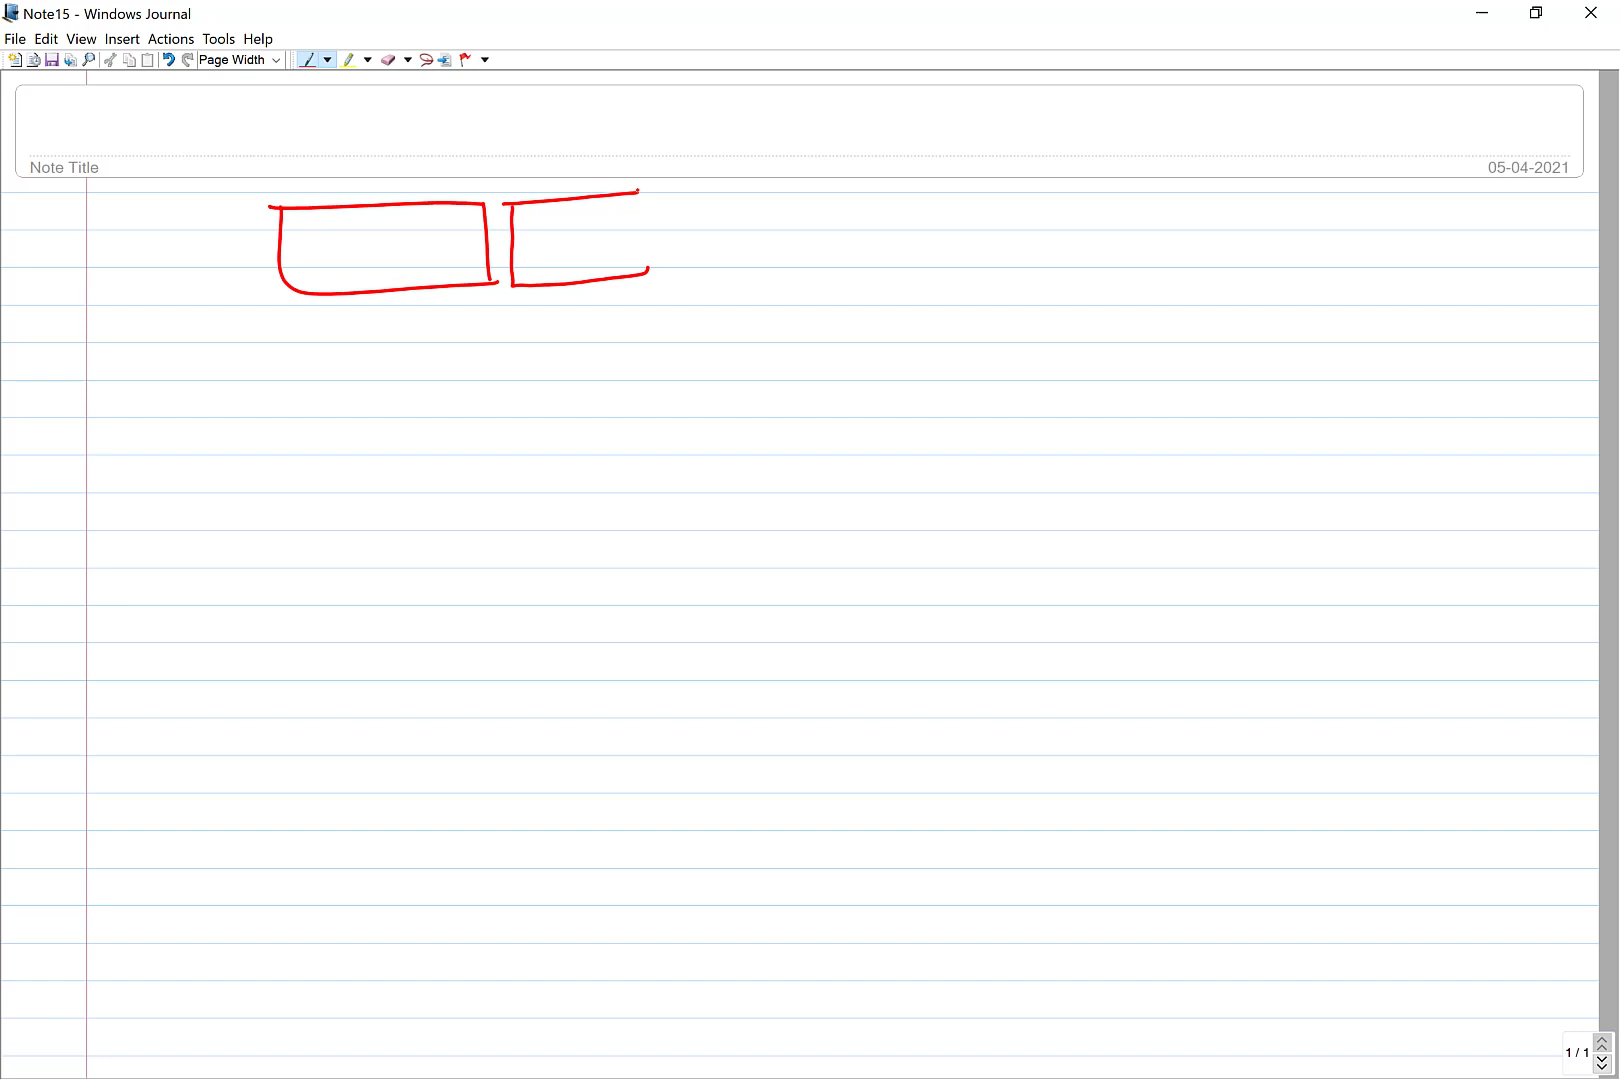 Note15 - Windows Journal
File Edit View Insert Actions Tools Help
Page Width
Note Title
05-04-2021
1 / 1